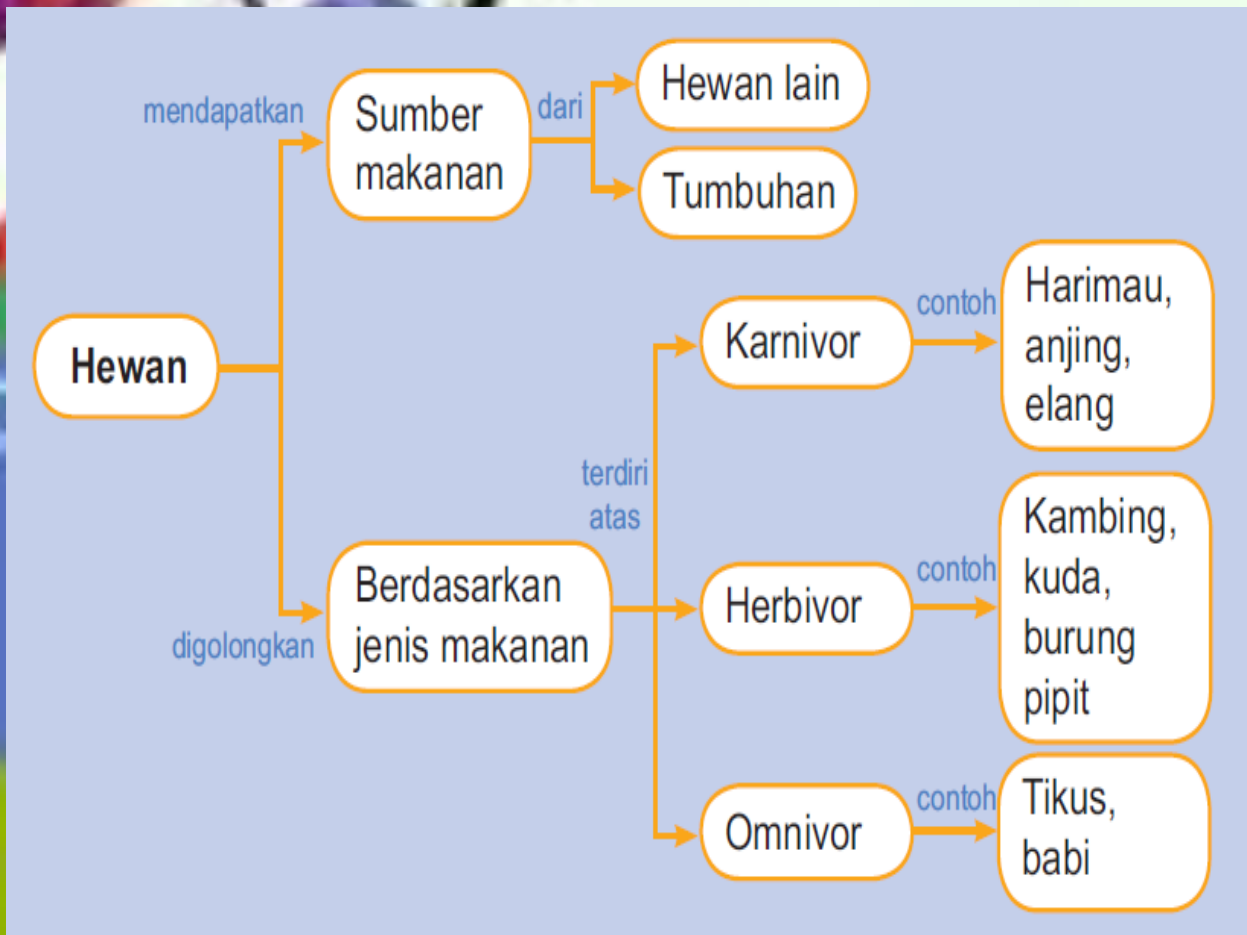 mendapatkan
Sumber
makanan
dari
Hewan lain
Tumbuhan
Hewan
digolongkan
Berdasarkan
jenis makanan
terdiri
atas
Karnivor
contoh
Harimau,
anjing,
elang
Herbivor
contoh
Kambing,
kuda,
burung
pipit
Omnivor
contoh
Tikus,
babi